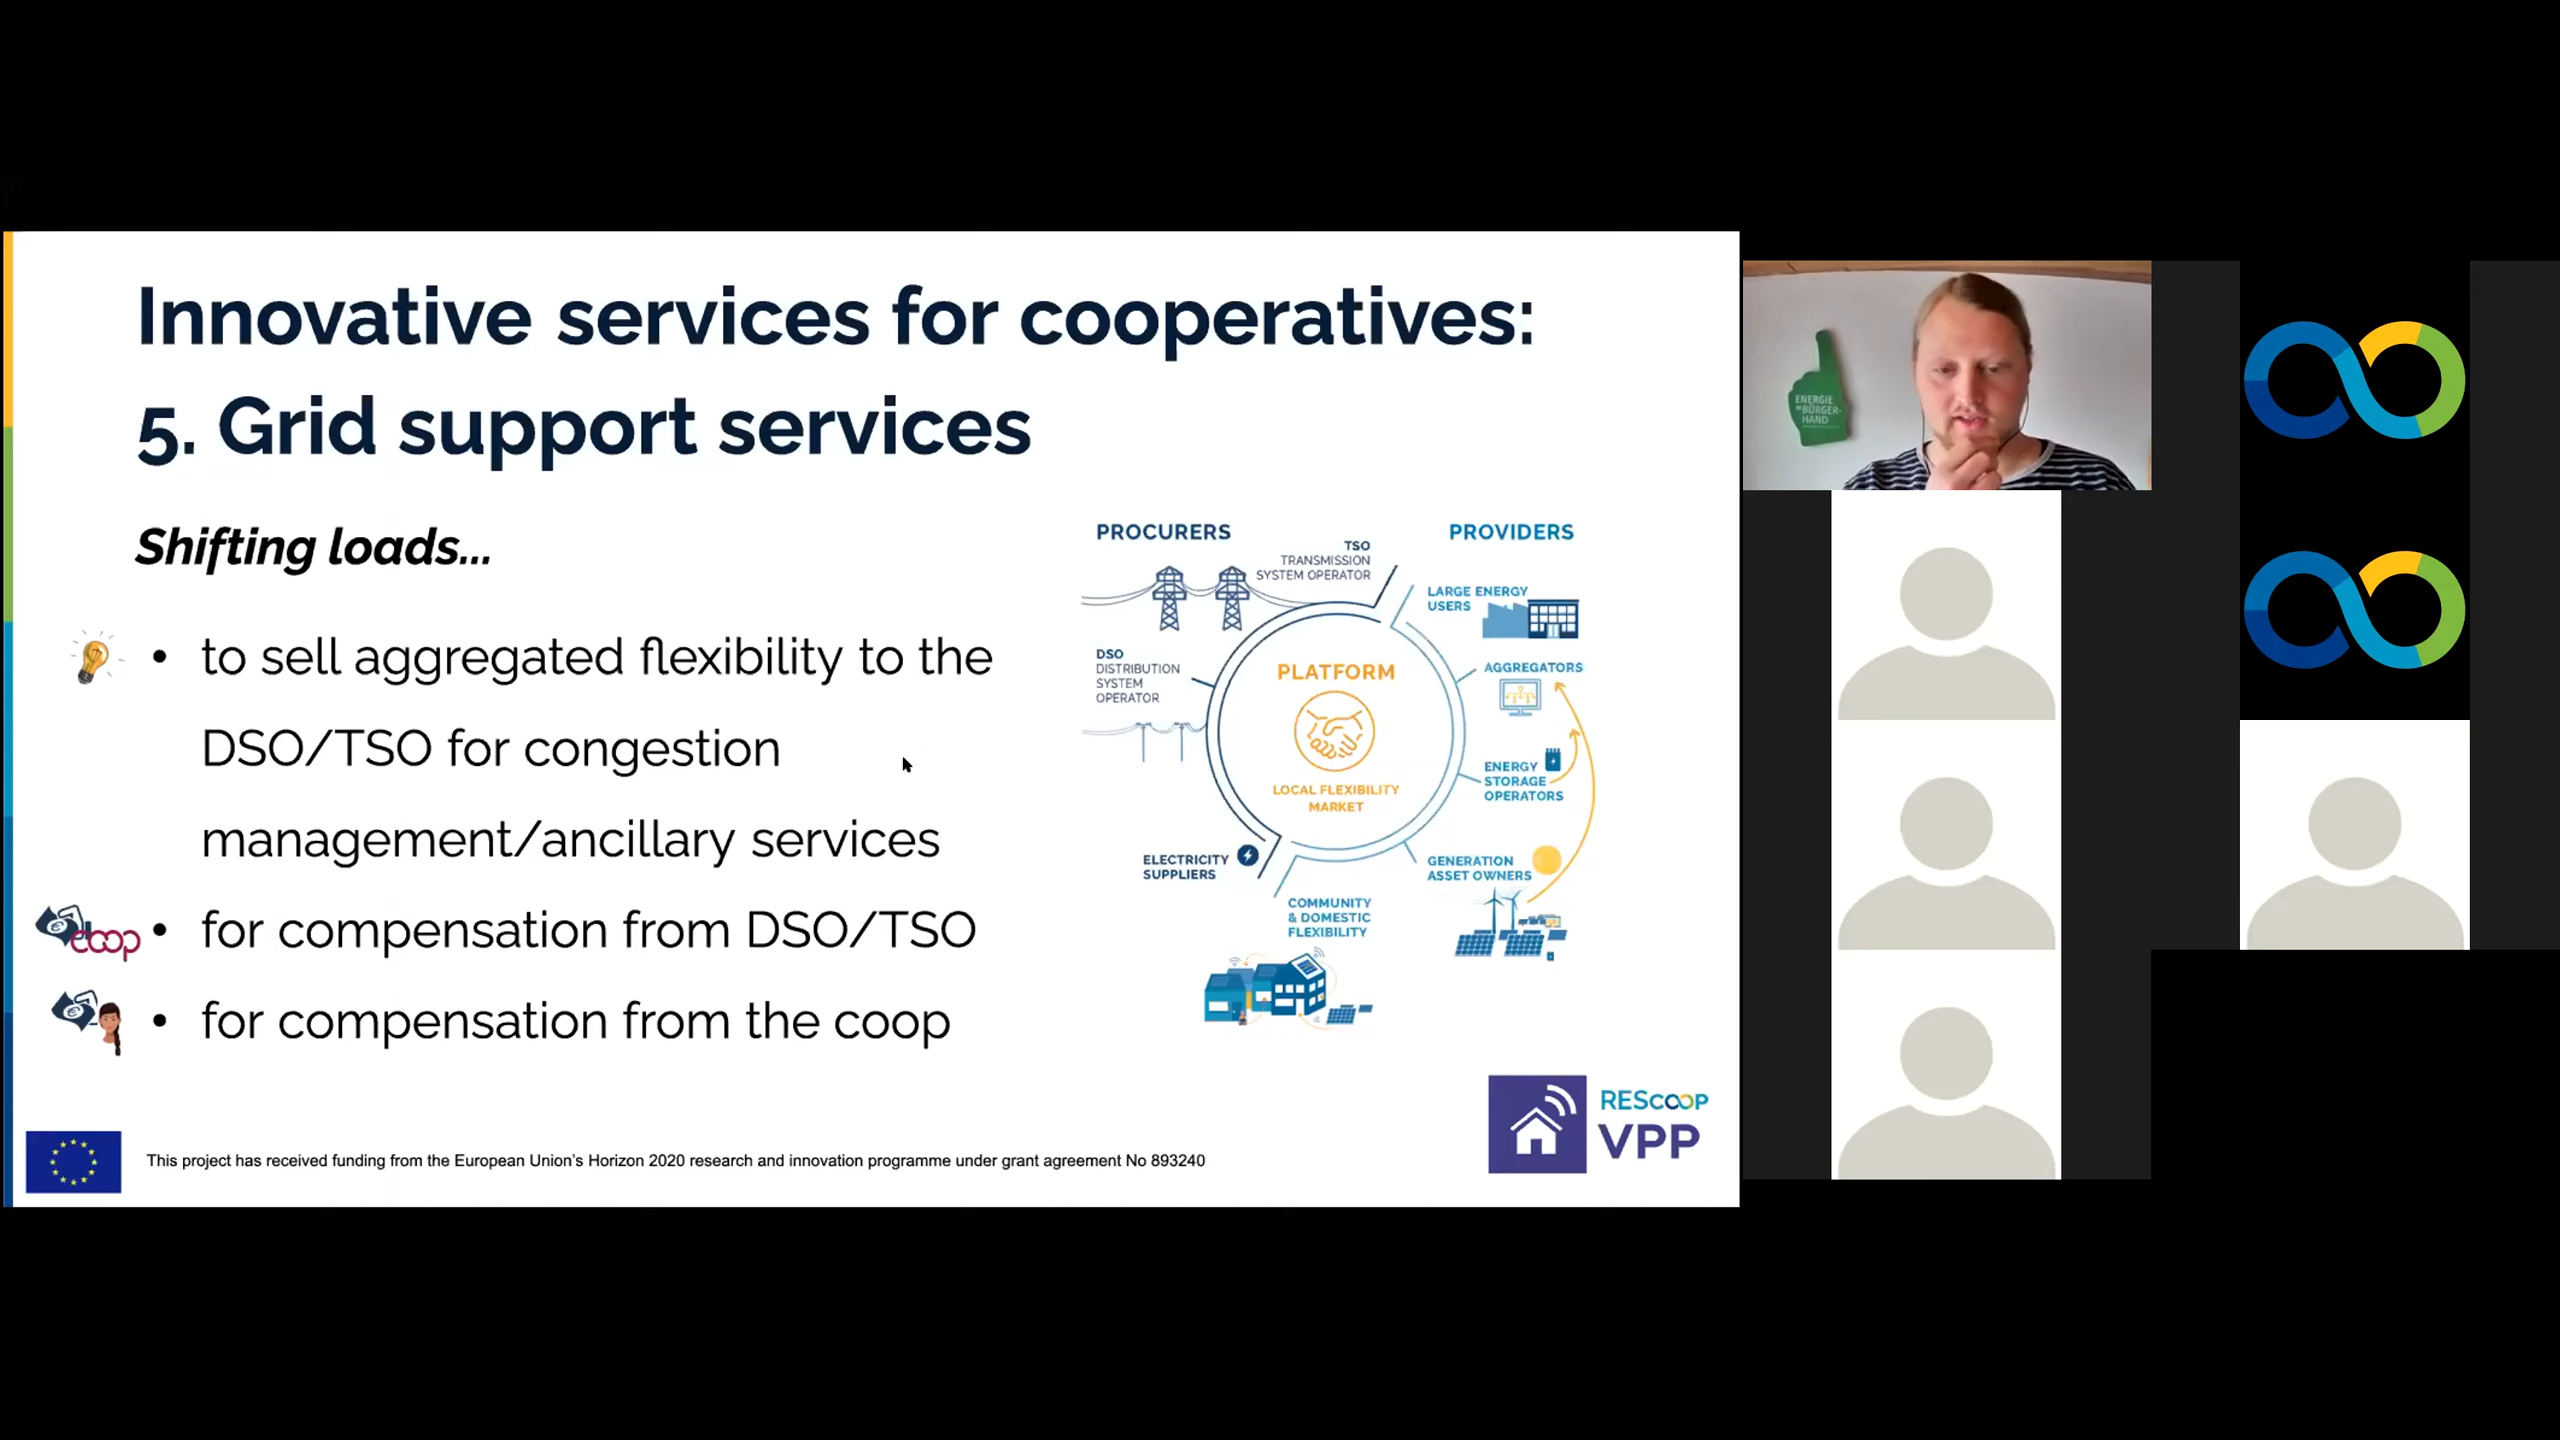 Innovative services for cooperatives:
5. Grid support services
Shifting loads...
• to sell aggregated flexibility to the
DSO/TSO for congestion
management/ancillary services
coop
• for compensation from DSO/TSO
• for compensation from the coop
PROCURERS
PROVIDERS
TSO
TRANSMISSION
SYSTEM OPERATOR
DSO
DISTRIBUTION
SYSTEM
OPERATOR
ELECTRICITY
SUPPLIERS
PLATFORM
LOCAL FLEXIBILITY
MARKET
LARGE ENERGY
USERS
AGGREGATORS
ENERGY
STORAGE
OPERATORS
GENERATION
ASSET OWNERS
COMMUNITY
& DOMESTIC
FLEXIBILITY
This project has received funding from the European Union's Horizon 2020 research and innovation programme under grant agreement No 893240
REScoop
VPP
ENERGIE
BÜRGER-
HAND